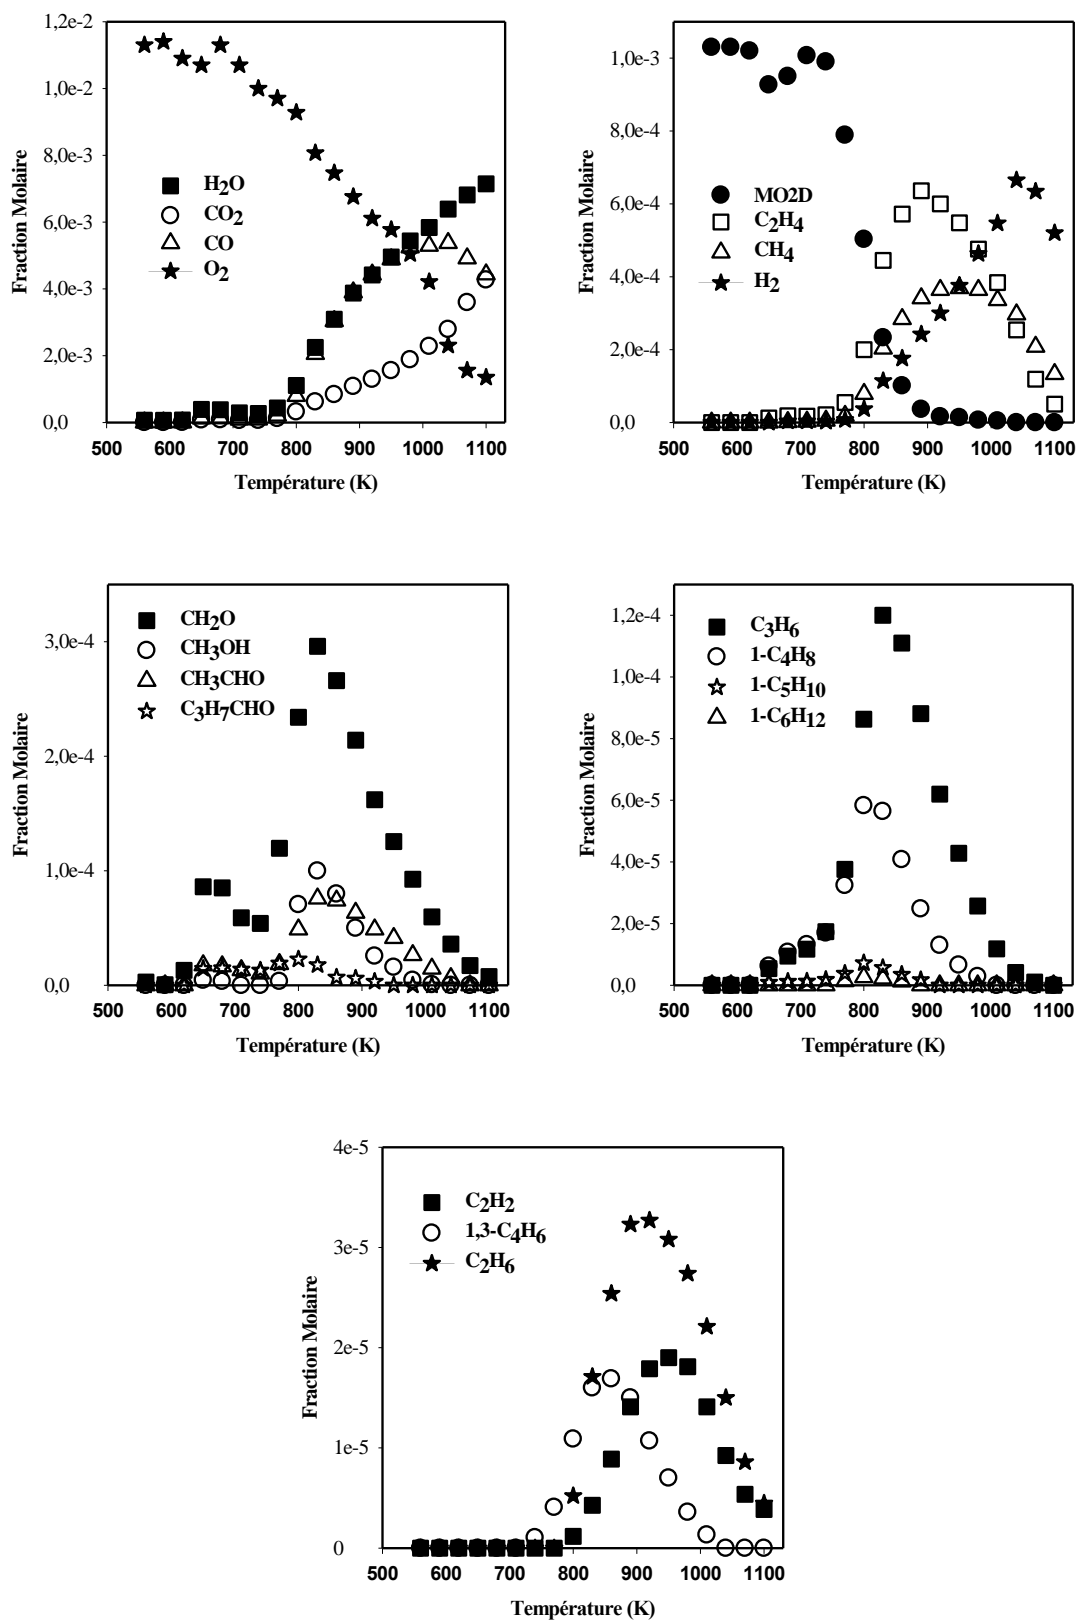 1,2e-2
1,0e-2
8,0e-3
6,0e-3
4,0e-3
2,0e-3
0,0
Fraction Molaire
H2O
CO2
CO
O2
500 600 700 800 900 1000 1100
Température (K)
1,0e-3
8,0e-4
6,0e-4
4,0e-4
2,0e-4
0,0
Fraction Molaire
MO2D
C2H4
CH4
H2
500 600 700 800 900 1000 1100
Température (K)
3,0e-4
2,0e-4
1,0e-4
0,0
Fraction Molaire
CH2O
CH3OH
CH3CHO
C3H7CHO
500 600 700 800 900 1000 1100
Température (K)
1,2e-4
1,0e-4
8,0e-5
6,0e-5
4,0e-5
2,0e-5
0,0
Fraction Molaire
C3H6
1-C4H8
1-C5H10
1-C6H12
500 600 700 800 900 1000 1100
Température (K)
4e-5
3e-5
2e-5
1e-5
0
Fraction Molaire
C2H2
1,3-C4H6
C2H6
500 600 700 800 900 1000 1100
Température (K)